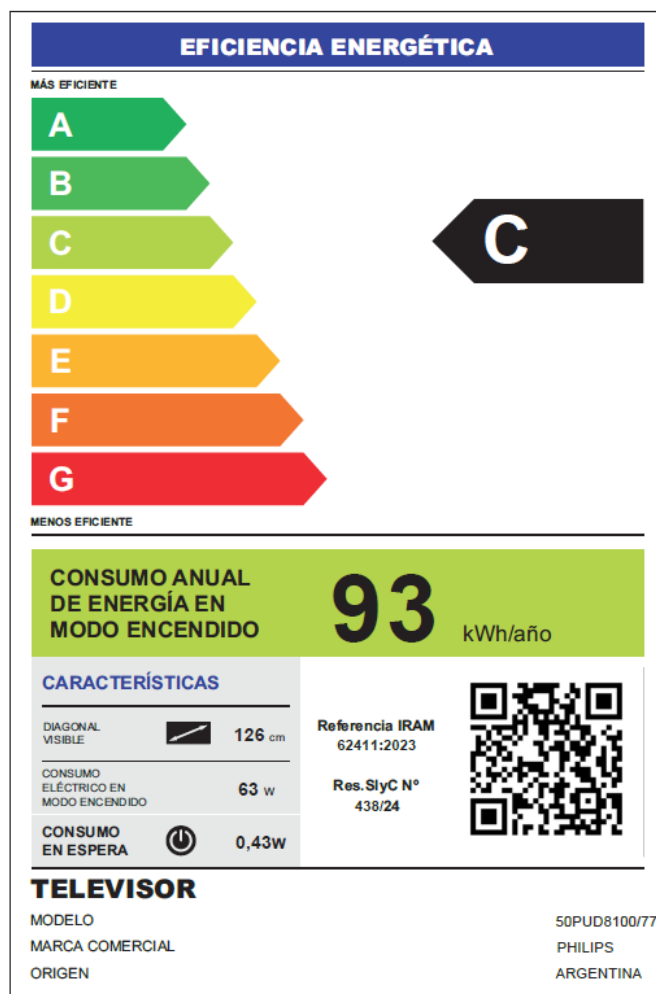 EFICIENCIA ENERGÉTICA
MÁS EFICIENTE
A
B
C
C
D
E
F
G
MENOS EFICIENTE
CONSUMO ANUAL
DE ENERGÍA EN
MODO ENCENDIDO
93 kWh/año
CARACTERÍSTICAS
DIAGONAL
VISIBLE
126 cm
CONSUMO
ELÉCTRICO EN
MODO ENCENDIDO
63 w
CONSUMO
EN ESPERA
0,43w
Referencia IRAM
62411:2023
Res.SIyC Nº
438/24
TELEVISOR
MODELO 50PUD8100/77
MARCA COMERCIAL PHILIPS
ORIGEN ARGENTINA